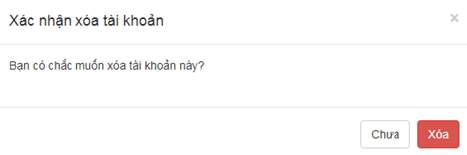 Xác nhận xóa tài khoản
×
Bạn có chắc muốn xóa tài khoản này?
Chưa
Xóa